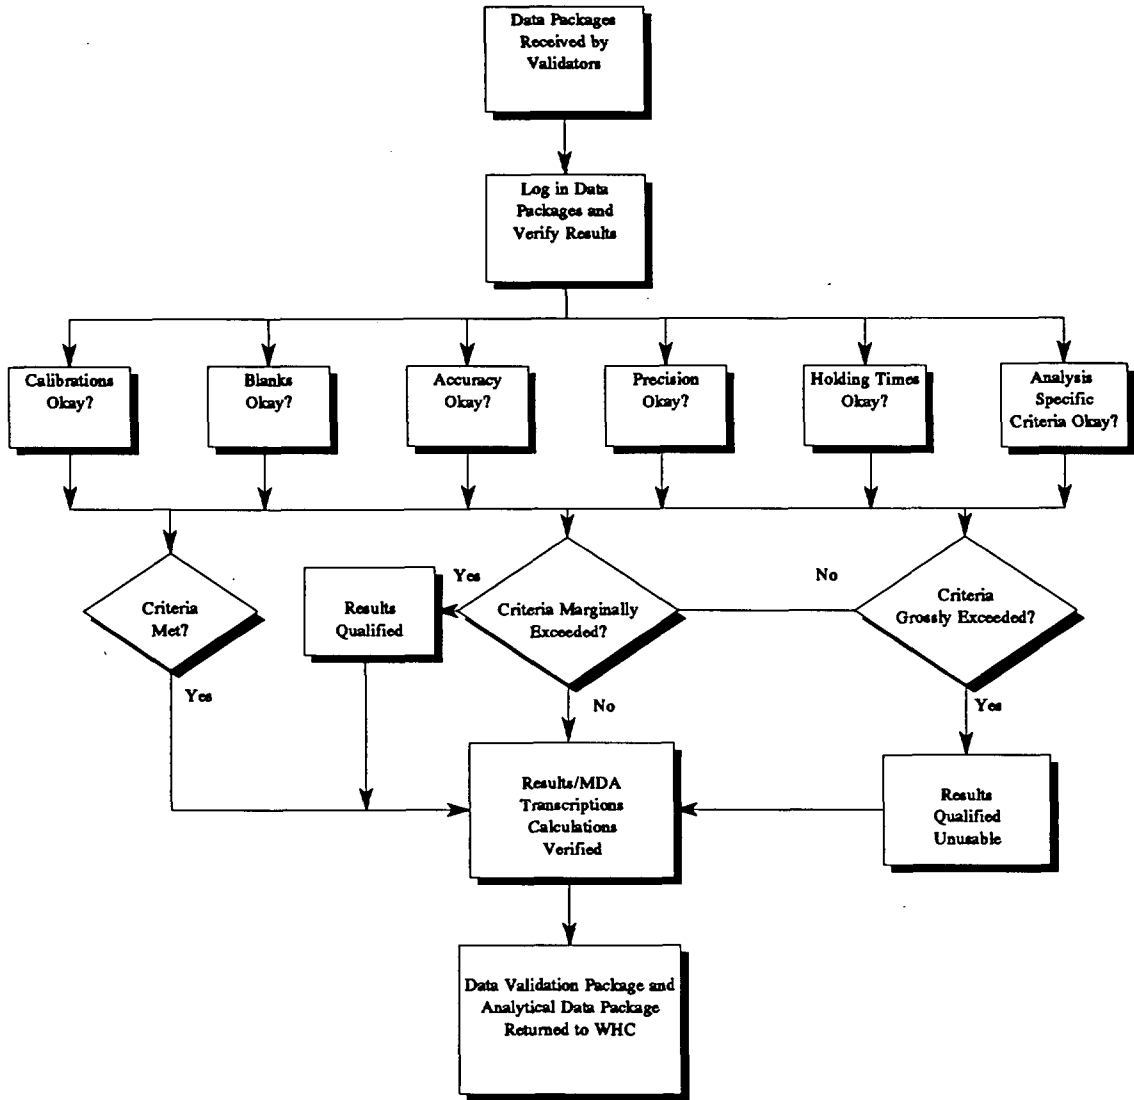 Data Packages
Received by
Validators
Log in Data
Packages and
Verify Results
Calibrations
Okay?
Blanks
Okay?
Accuracy
Okay?
Precision
Okay?
Holding Times
Okay?
Analysis
Specific
Criteria Okay?
Criteria
Met?
Yes
Results
Qualified
Yes
Criteria Marginally
Exceeded?
No
No
Criteria
Grossly Exceeded?
Yes
Results/MDA
Transcriptions
Calculations
Verified
Results
Qualified
Unusable
Data Validation Package and
Analytical Data Package
Returned to WHC